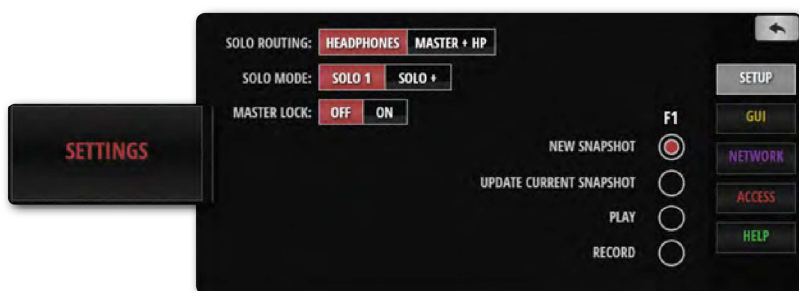 SETTINGS
SOLO ROUTING: HEADPHONES MASTER + HP
SOLO MODE: SOLO 1 SOLO +
MASTER LOCK: OFF ON
F1
NEW SNAPSHOT
UPDATE CURRENT SNAPSHOT
PLAY
RECORD
SETUP
GUI
NETWORK
ACCESS
HELP